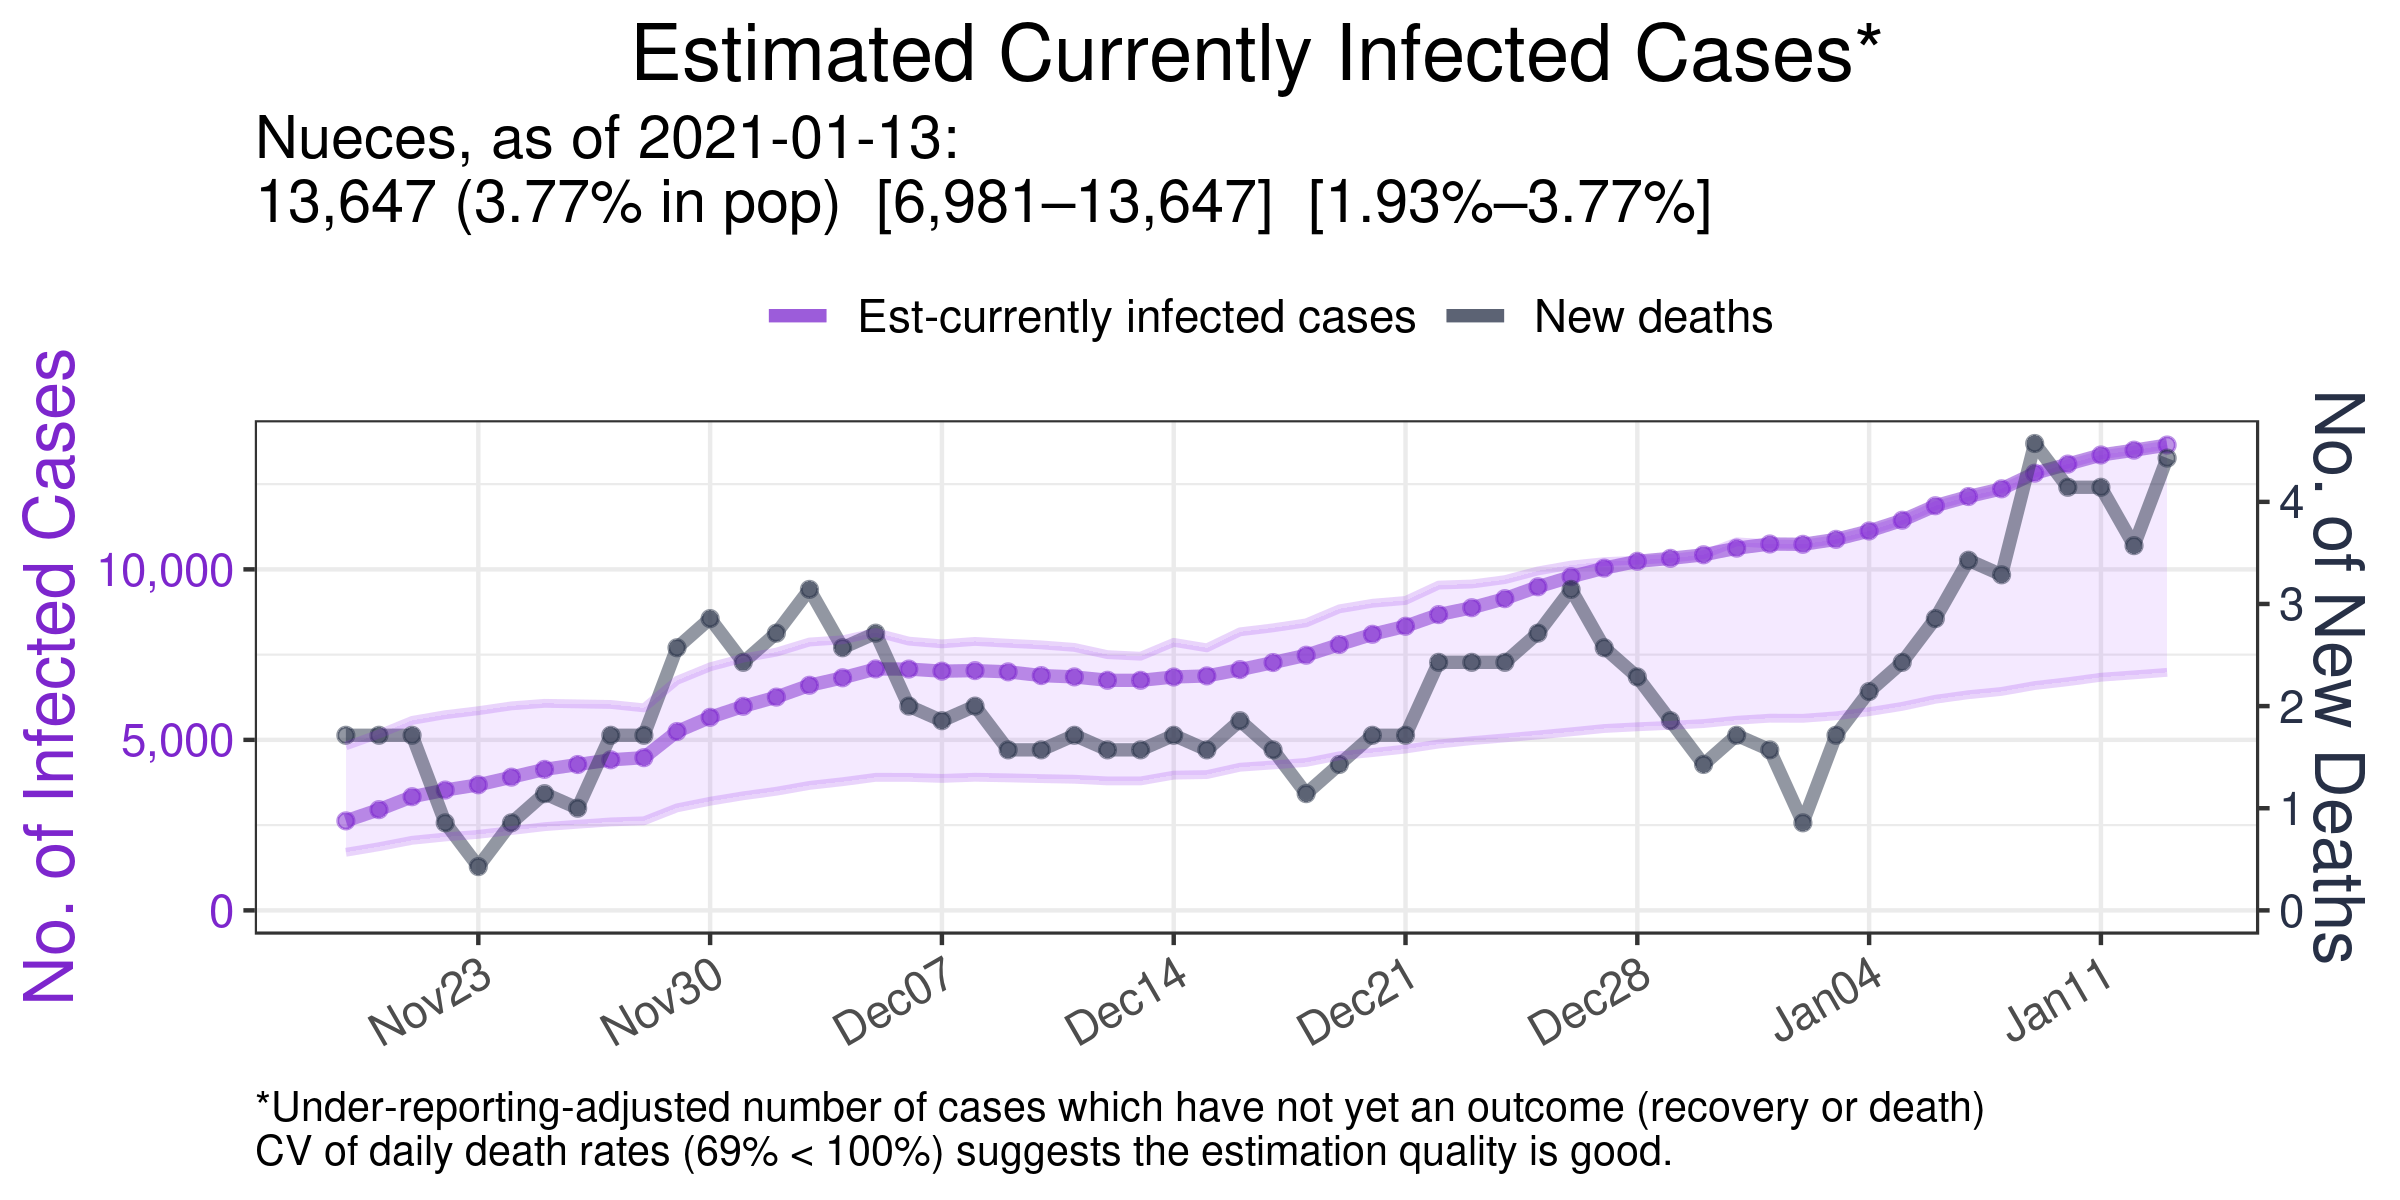 Estimated Currently Infected Cases*
Nueces, as of 2021-01-13:
13,647 (3.77% in pop)  [6,981–13,647]  [1.93%–3.77%]
Est-currently infected cases
New deaths
No. of Infected Cases
10,000
5,000
0
No. of New Deaths
4
3
2
1
0
Nov23
Nov30
Dec07
Dec14
Dec21
Dec28
Jan04
Jan11
*Under-reporting-adjusted number of cases which have not yet an outcome (recovery or death)
CV of daily death rates (69% < 100%) suggests the estimation quality is good.